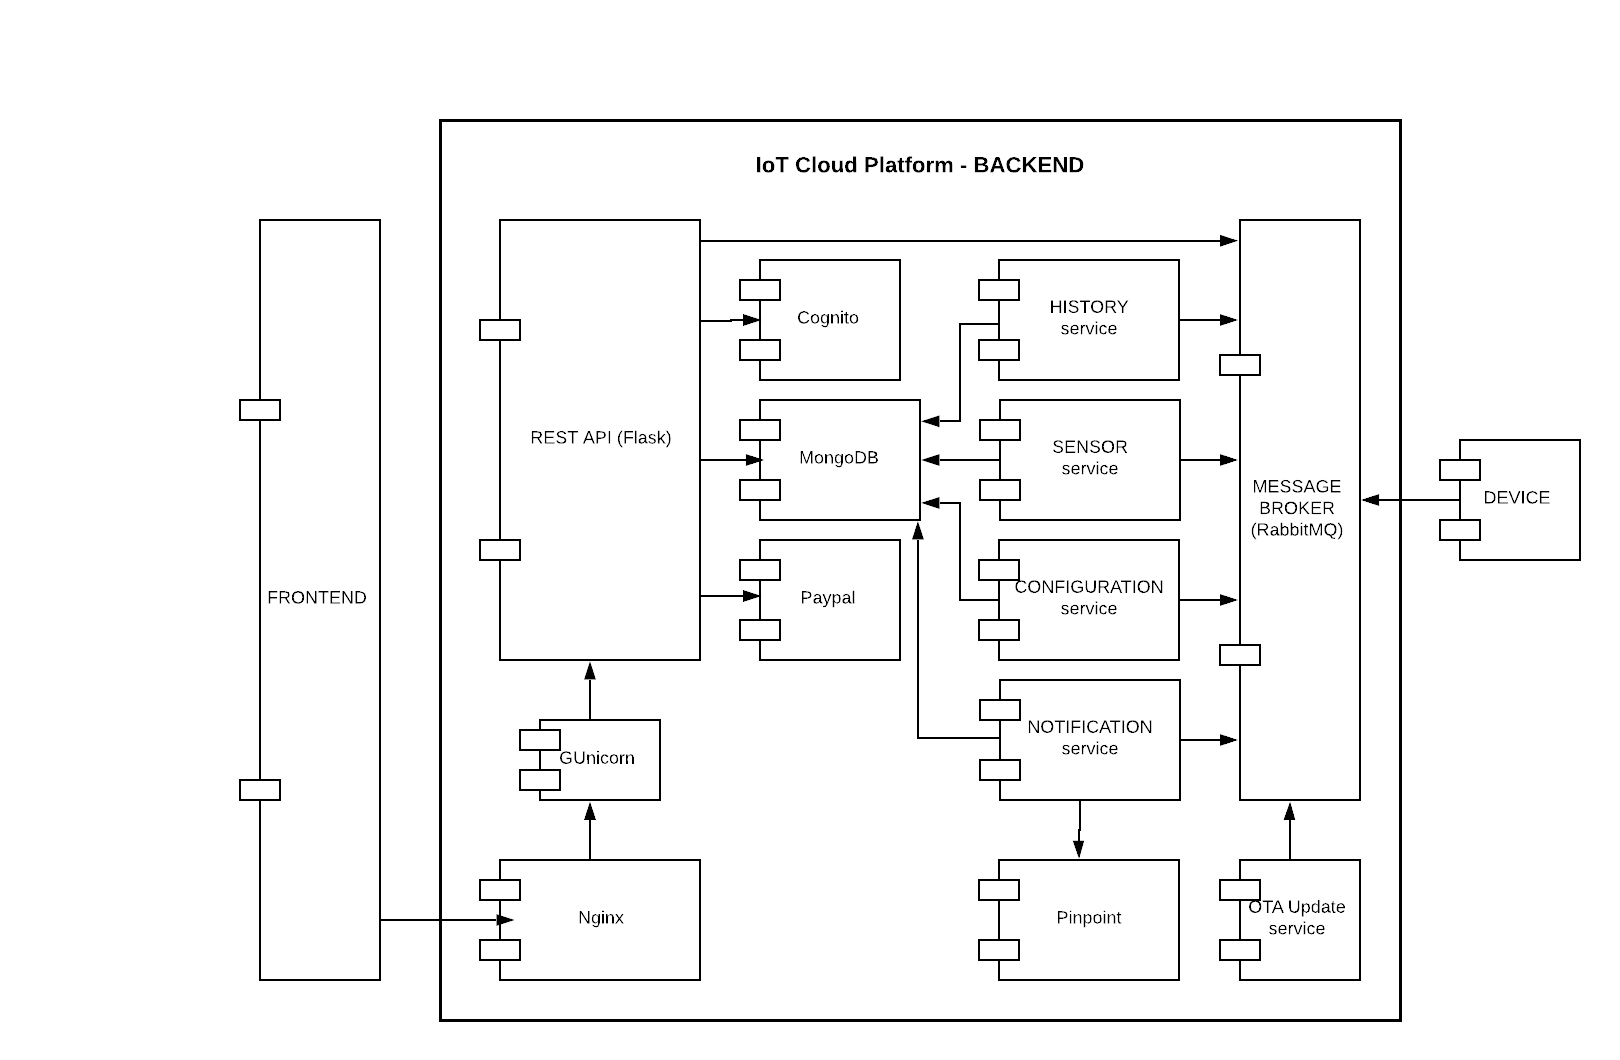 IoT Cloud Platform - BACKEND
FRONTEND
REST API (Flask)
Cognito
MongoDB
Paypal
HISTORY
service
SENSOR
service
CONFIGURATION
service
NOTIFICATION
service
MESSAGE
BROKER
(RabbitMQ)
DEVICE
GUnicorn
Nginx
Pinpoint
OTA Update
service